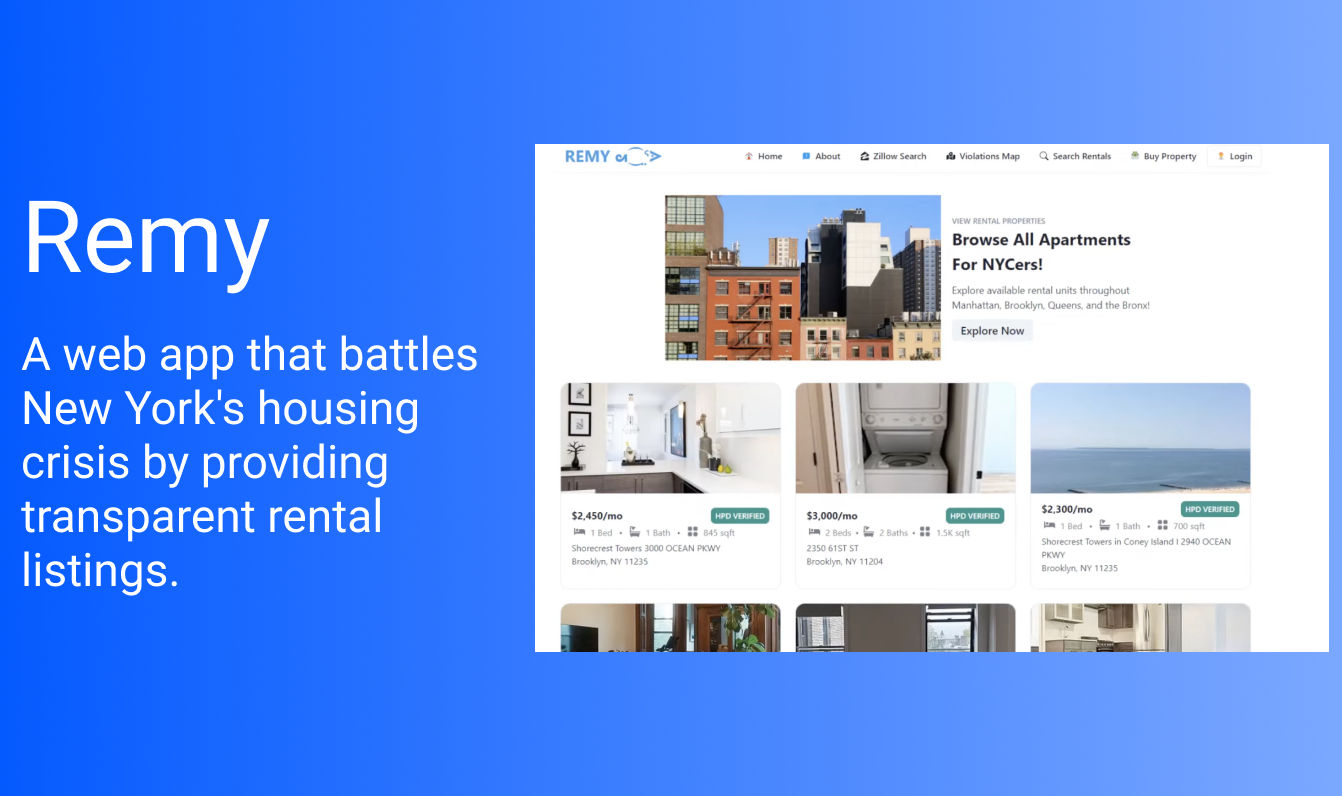 Remy
A web app that battles
New York's housing
crisis by providing
transparent rental
listings.
REMY
Home
About
Zillow Search
Violations Map
Search Rentals
Buy Property
Login
VIEW RENTAL PROPERTIES
Browse All Apartments
For NYCers!
Explore available rental units throughout
Manhattan, Brooklyn, Queens, and the Bronx!
Explore Now
$2,450/mo
HPD VERIFIED
1 Bed • 1 Bath • 845 sqft
Shorecrest Towers 3000 OCEAN PKWY
Brooklyn, NY 11235
$3,000/mo
HPD VERIFIED
2 Beds • 2 Baths • 1.5K sqft
2350 61ST ST
Brooklyn, NY 11204
$2,300/mo
HPD VERIFIED
1 Bed • 1 Bath • 700 sqft
Shorecrest Towers in Coney Island I 2940 OCEAN
PKWY
Brooklyn, NY 11235